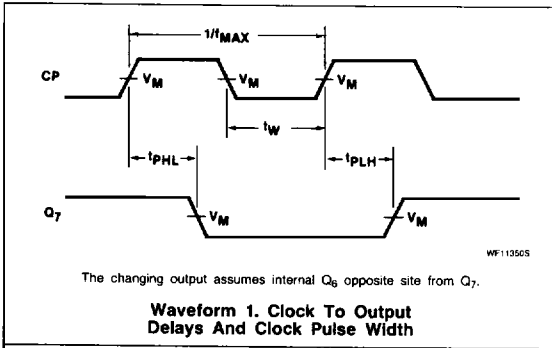 1/fMAX
CP
VM
VM
VM
tW
tPHL
tPLH
Q7
VM
VM
WF11350S
The changing output assumes internal Q6 opposite site from Q7.
Waveform 1. Clock To Output
Delays And Clock Pulse Width